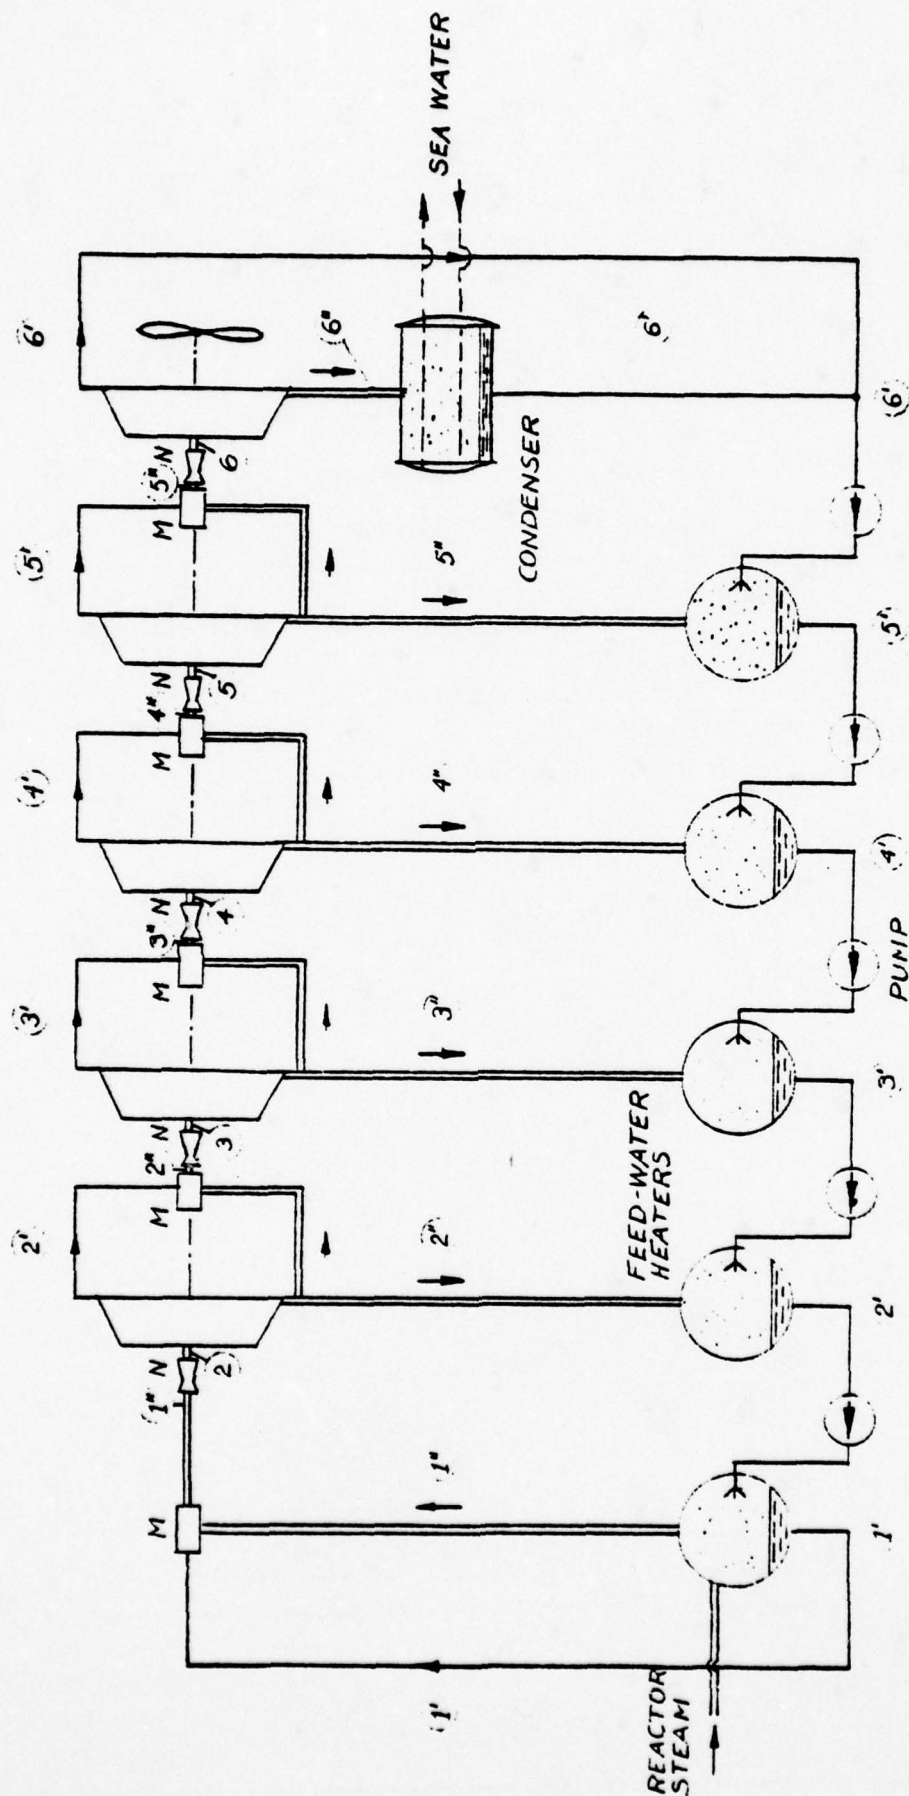 6'
(5'
(4')
(3'
2'
5" N
M
6
4" N
M
5
3" N
M
4
2" N
M
3
1" N
2
M
(6"
6'
5"
4"
3"
2"
1"
(1'
SEA WATER
CONDENSER
FEED-WATER
HEATERS
REACTOR
STEAM
PUMP
(6'
5'
4'
3'
2'
1'